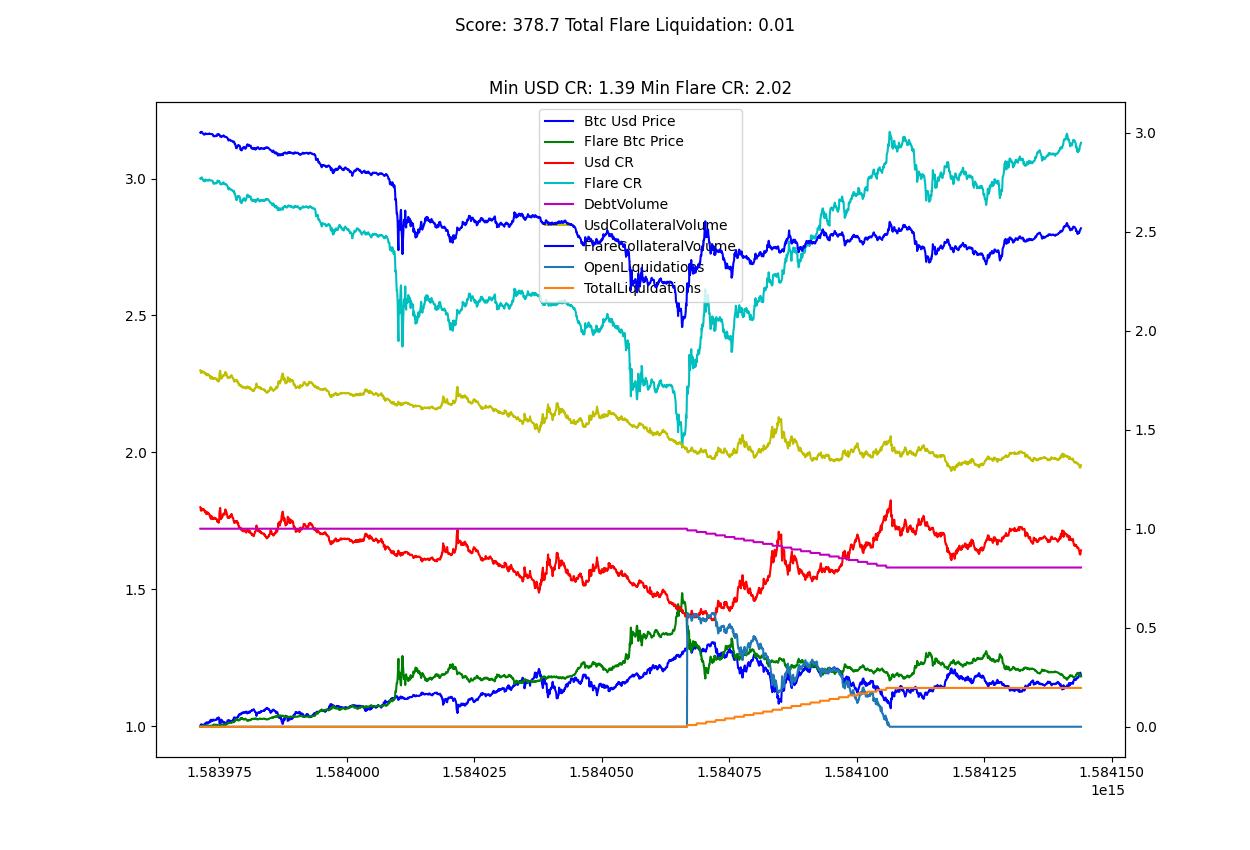 Score: 378.7 Total Flare Liquidation: 0.01
Min USD CR: 1.39 Min Flare CR: 2.02
Btc Usd Price
Flare Btc Price
Usd CR
Flare CR
DebtVolume
UsdCollateralVolume
FlareCollateralVolume
OpenLiquidations
TotalLiquidations
3.0
2.5
2.0
1.5
1.0
3.0
2.5
2.0
1.5
1.0
0.5
0.0
1.583975 1.584000 1.584025 1.584050 1.584075 1.584100 1.584125 1.584150
1e15